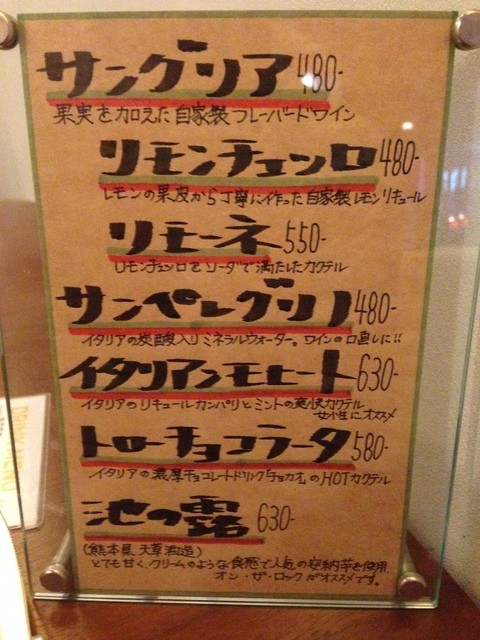 サングリア 480-
果実を加えた自家製フレーバードワイン
リモンチェッロ 480-
レモンの果皮から丁寧に作った自家製レモンリキュール
リモーネ 550-
リモンチェッロをソーダで満たしたカクテル
サンペレグリノ 480-
イタリアの炭酸入りミネラルウォーター。ワインの口直しに!!
イタリアンモヒート 630-
イタリアのリキュールカンパリとミントの爽快カクテル
女性にオススメ
トローチョコラータ 580-
イタリアの濃厚チョコレートドリンク「チョカオ」のHOTカクテル
池の露 630-
(熊本県 天草酒造)
とても甘く、クリームのような食感で人気の安納芋を使用
オン・ザ・ロックがオススメです。